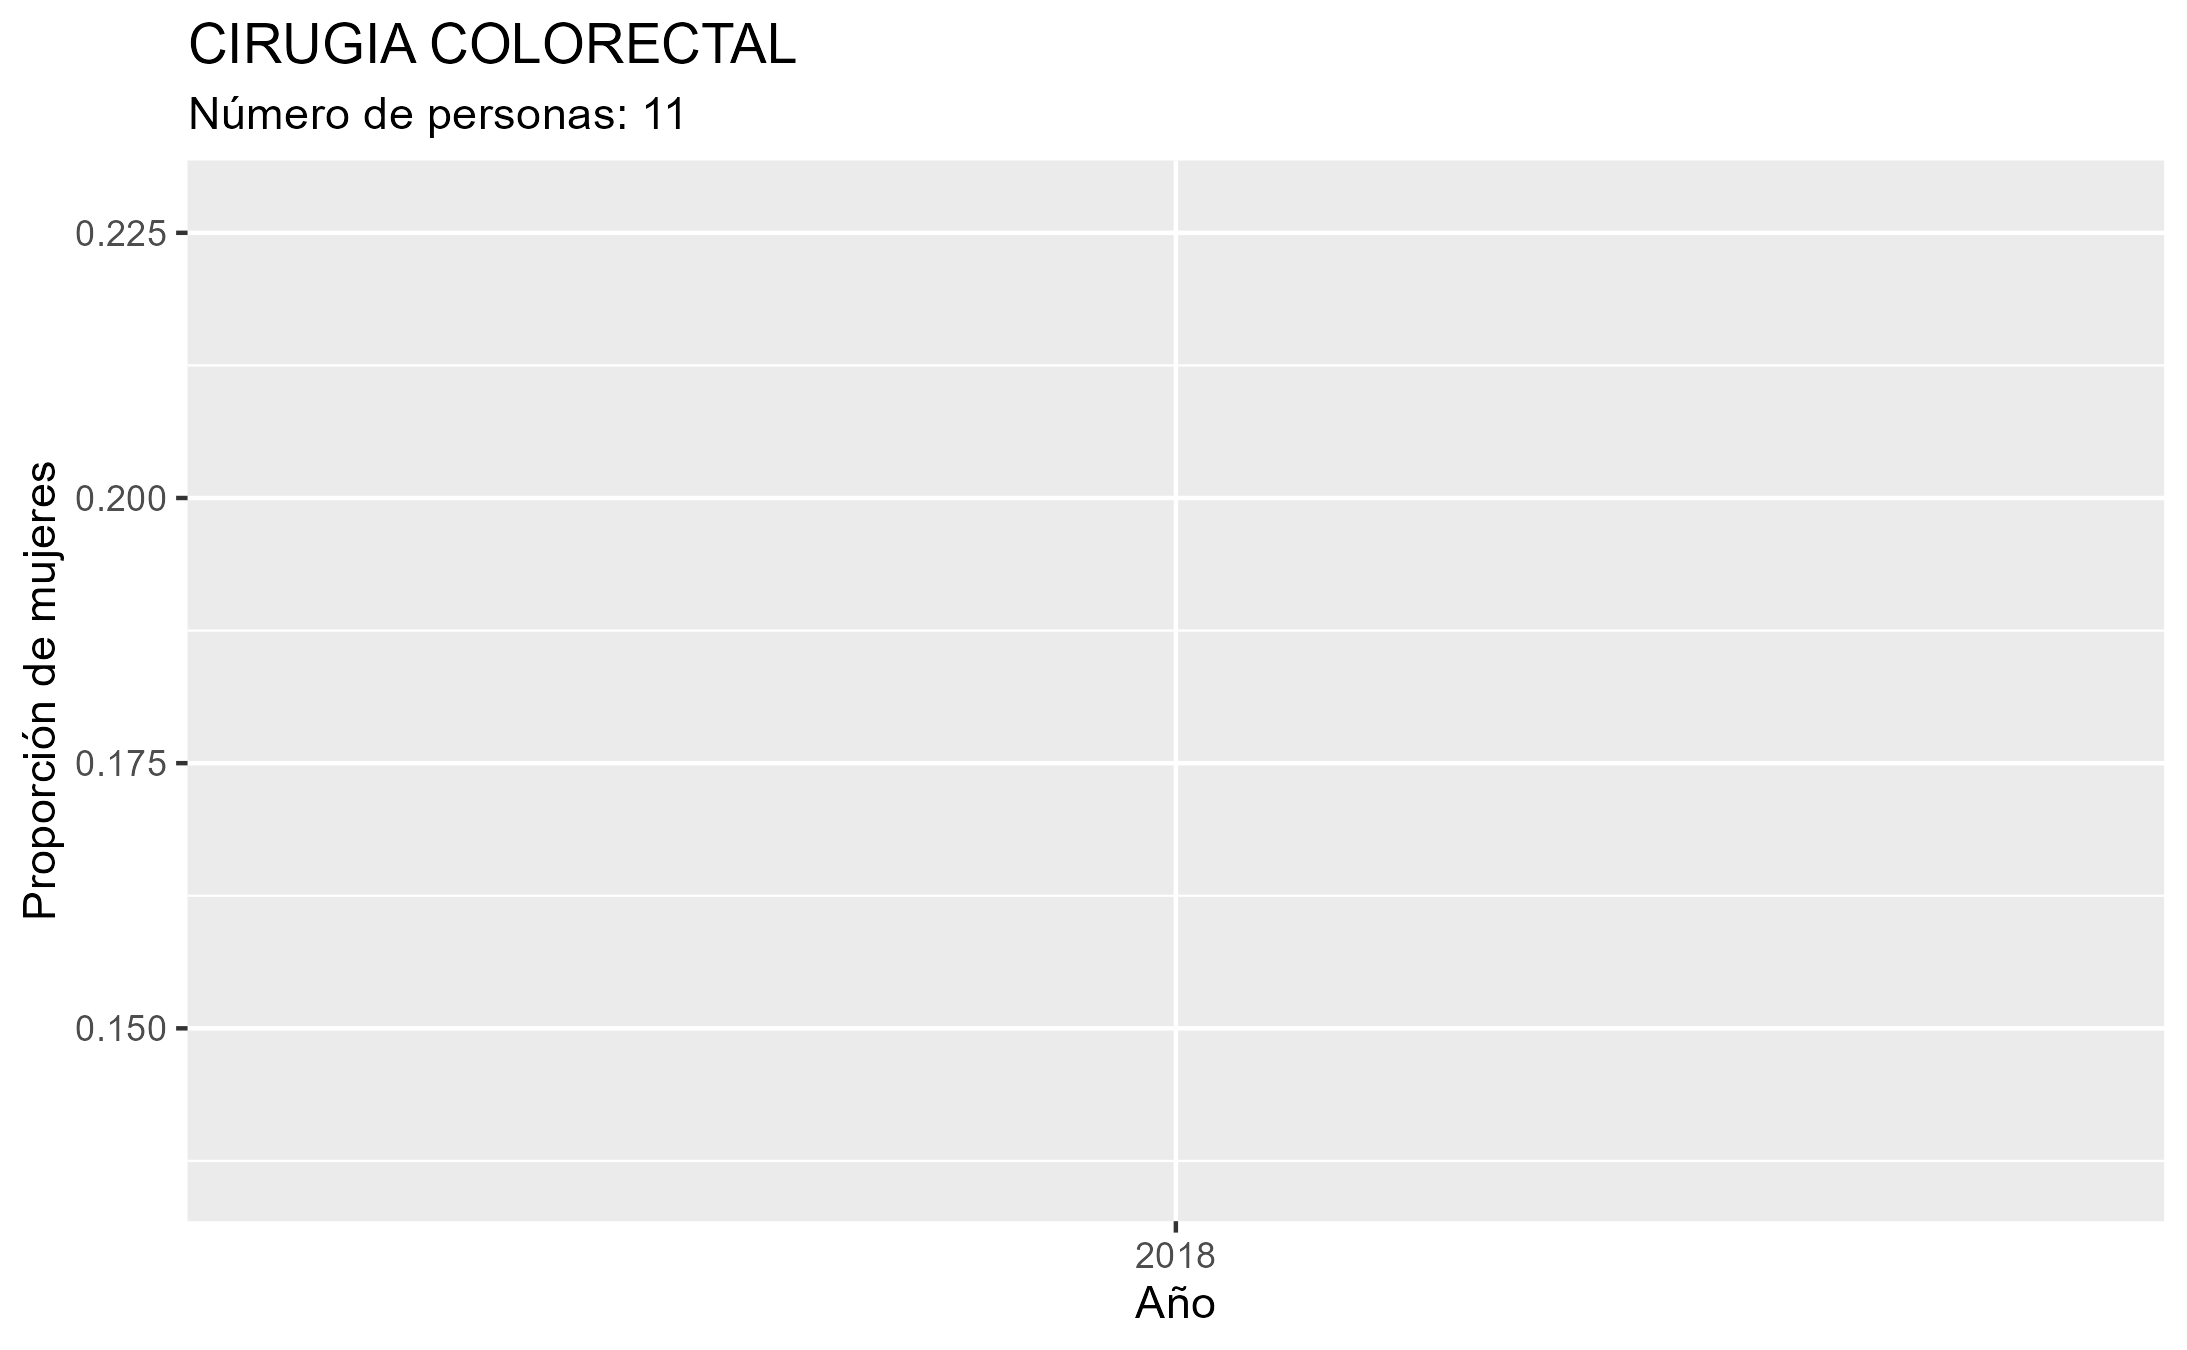 CIRUGIA COLORECTAL
Número de personas: 11
Proporción de mujeres
0.225
0.200
0.175
0.150
2018
Año